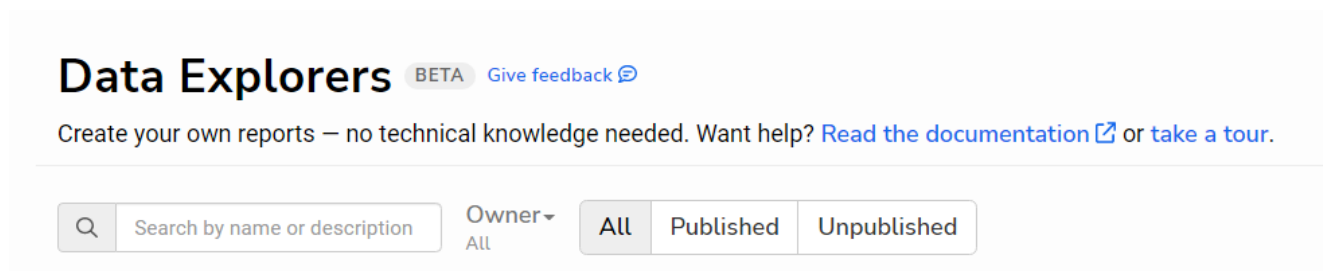 Data Explorers BETA Give feedback
Create your own reports — no technical knowledge needed. Want help? Read the documentation or take a tour.
Search by name or description
Owner
All
All Published Unpublished